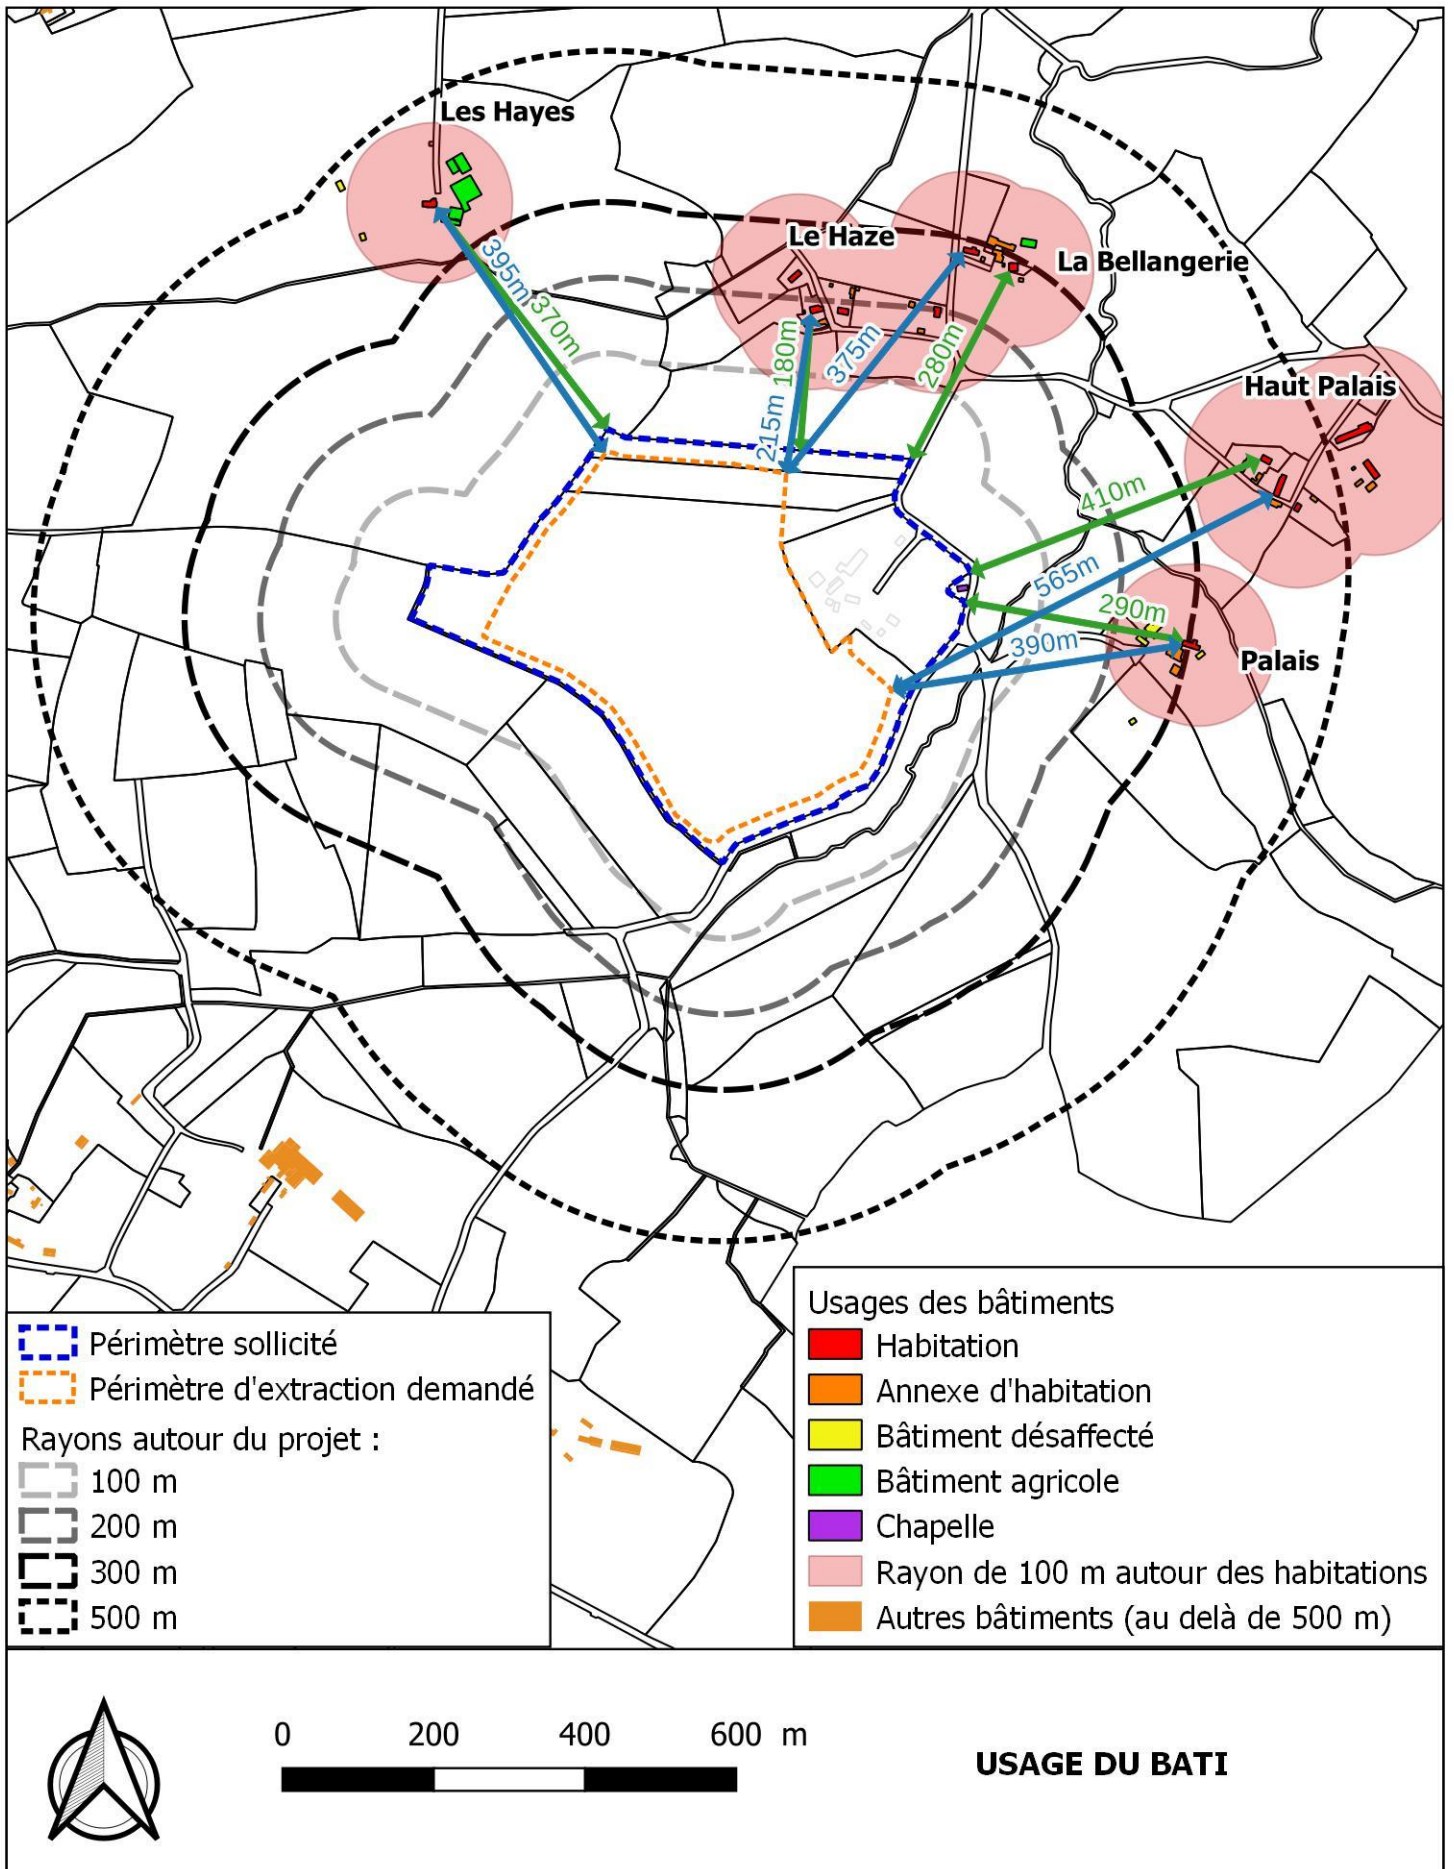 Les Hayes
Le Haze
La Bellangerie
Haut Palais
Palais
395m
370m
180m
215m
375m
280m
410m
565m
290m
390m
Périmètre sollicité
Périmètre d'extraction demandé
Rayons autour du projet :
100 m
200 m
300 m
500 m
Usages des bâtiments
Habitation
Annexe d'habitation
Bâtiment désaffecté
Bâtiment agricole
Chapelle
Rayon de 100 m autour des habitations
Autres bâtiments (au delà de 500 m)
0 200 400 600 m
USAGE DU BATI